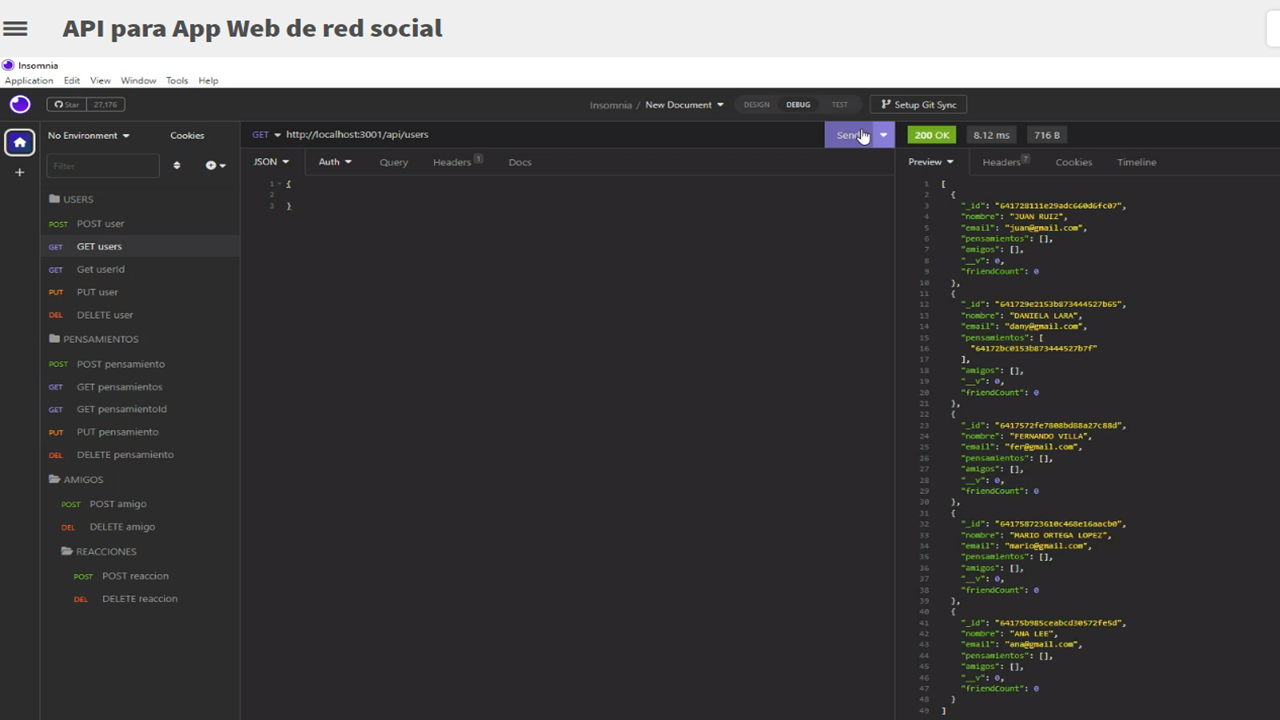 API para App Web de red social
Insomnia
Application Edit View Window Tools Help
Star 27,176
Insomnia / New Document
DESIGN DEBUG TEST
Setup Git Sync
No Environment Cookies
GET http://localhost:3001/api/users
Send
200 OK 8.12 ms 716 B
Filter
JSON Auth Query Headers 1 Docs
Preview Headers 7 Cookies Timeline
USERS
POST POST user
GET GET users
GET Get userId
PUT PUT user
DEL DELETE user
PENSAMIENTOS
POST POST pensamiento
GET GET pensamientos
GET GET pensamientoId
PUT PUT pensamiento
DEL DELETE pensamiento
AMIGOS
POST POST amigo
DEL DELETE amigo
REACCIONES
POST POST reaccion
DEL DELETE reaccion
1 {
2
3 }
1 [
2 {
3 "_id": "641728111e29adc660d6fc07",
4 "nombre": "JUAN RUIZ",
5 "email": "juan@gmail.com",
6 "pensamientos": [],
7 "amigos": [],
8 "__v": 0,
9 "friendCount": 0
10 },
11 {
12 "_id": "641729e2153b873444527b65",
13 "nombre": "DANIELA LARA",
14 "email": "dany@gmail.com",
15 "pensamientos": [
16 "64172bc0153b873444527b7f"
17 ],
18 "amigos": [],
19 "__v": 0,
20 "friendCount": 0
21 },
22 {
23 "_id": "6417572fe7808bd88a27c88d",
24 "nombre": "FERNANDO VILLA",
25 "email": "fer@gmail.com",
26 "pensamientos": [],
27 "amigos": [],
28 "__v": 0,
29 "friendCount": 0
30 },
31 {
32 "_id": "641758723610c468e16aacb0",
33 "nombre": "MARIO ORTEGA LOPEZ",
34 "email": "mario@gmail.com",
35 "pensamientos": [],
36 "amigos": [],
37 "__v": 0,
38 "friendCount": 0
39 },
40 {
41 "_id": "64175b985ceabcd30572fe5d",
42 "nombre": "ANA LEE",
43 "email": "ana@gmail.com",
44 "pensamientos": [],
45 "amigos": [],
46 "__v": 0,
47 "friendCount": 0
48 }
49 ]